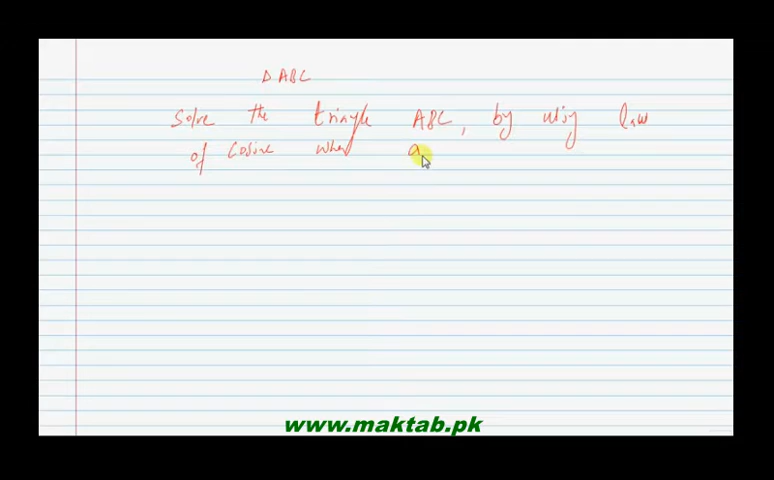 Δ ABC
Solve the triangle ABC, by using law
of cosine when a
www.maktab.pk